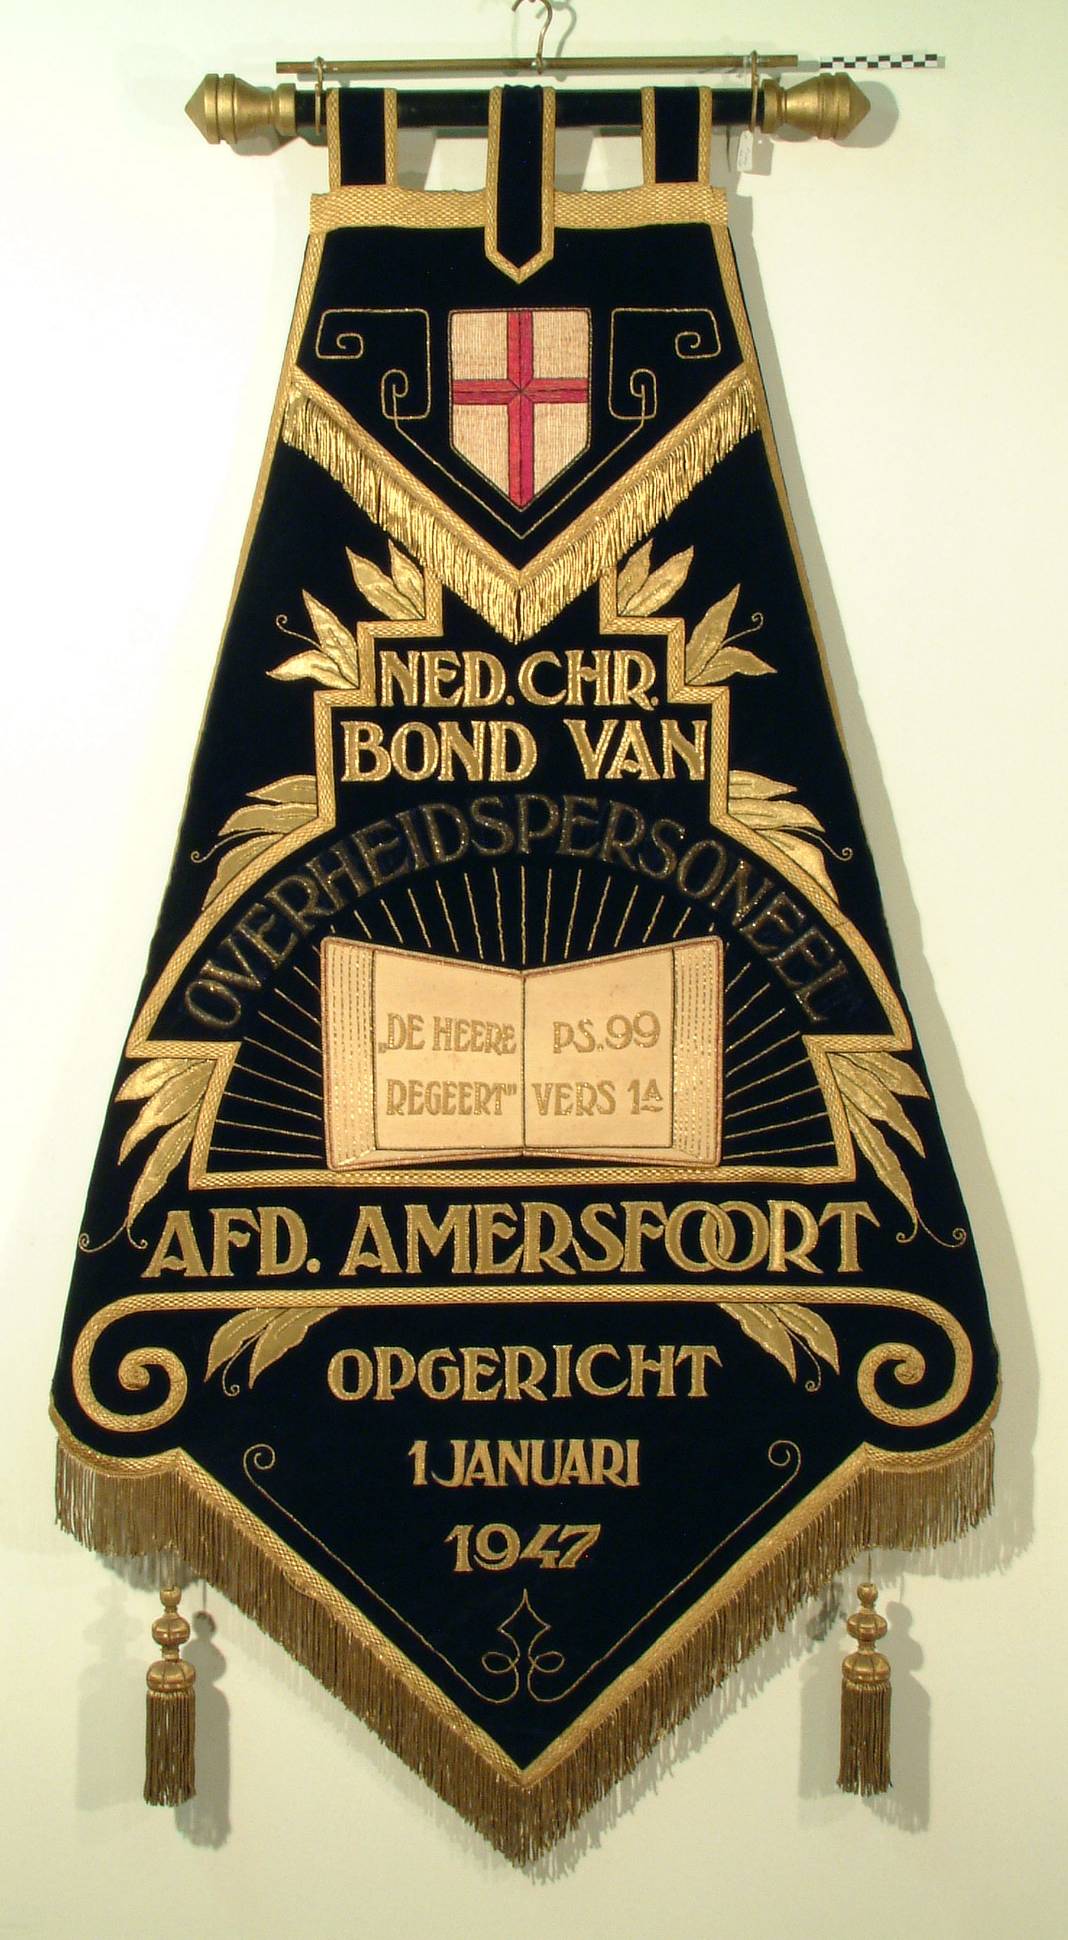 NED. CHR.
BOND VAN
OVERHEIDSPERSONEEL
„DE HEERE
REGEERT”
PS. 99
VERS 1A
AFD. AMERSFOORT
OPGERICHT
1 JANUARI
1947